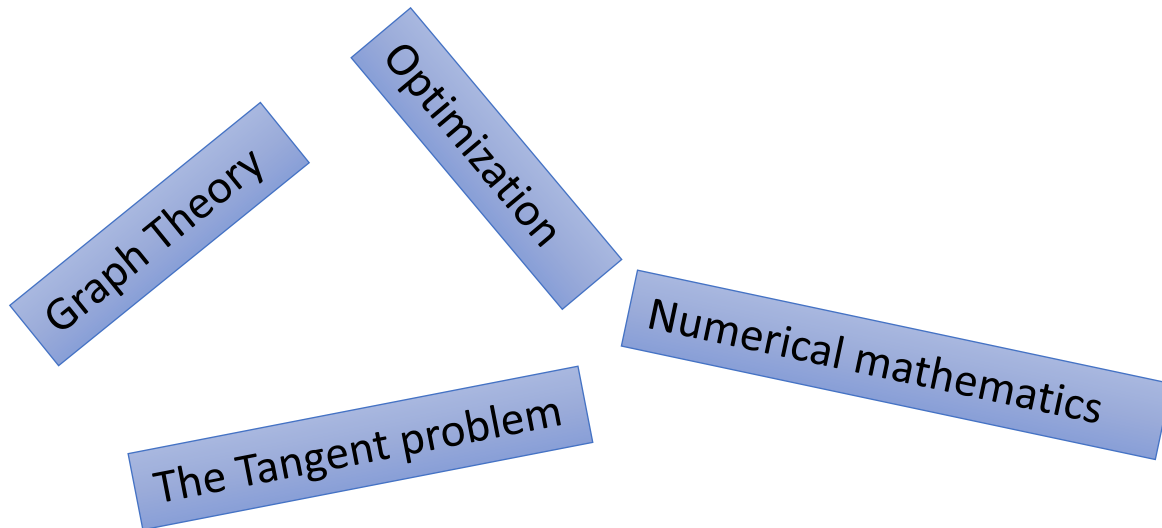 Optimization
Graph Theory
Numerical mathematics
The Tangent problem